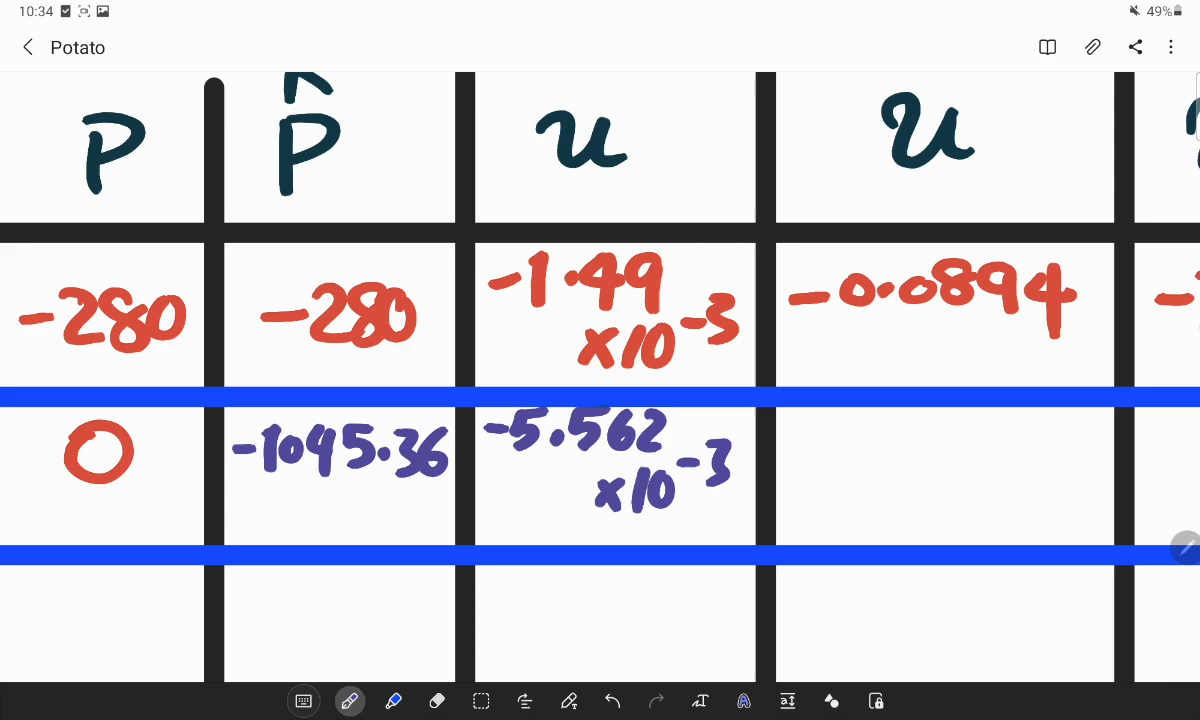 10:34 49%
Potato
P P̂ u u
-280 -280 -1.49 x10^-3 -0.0894
0 -1045.36 -5.562 x10^-3